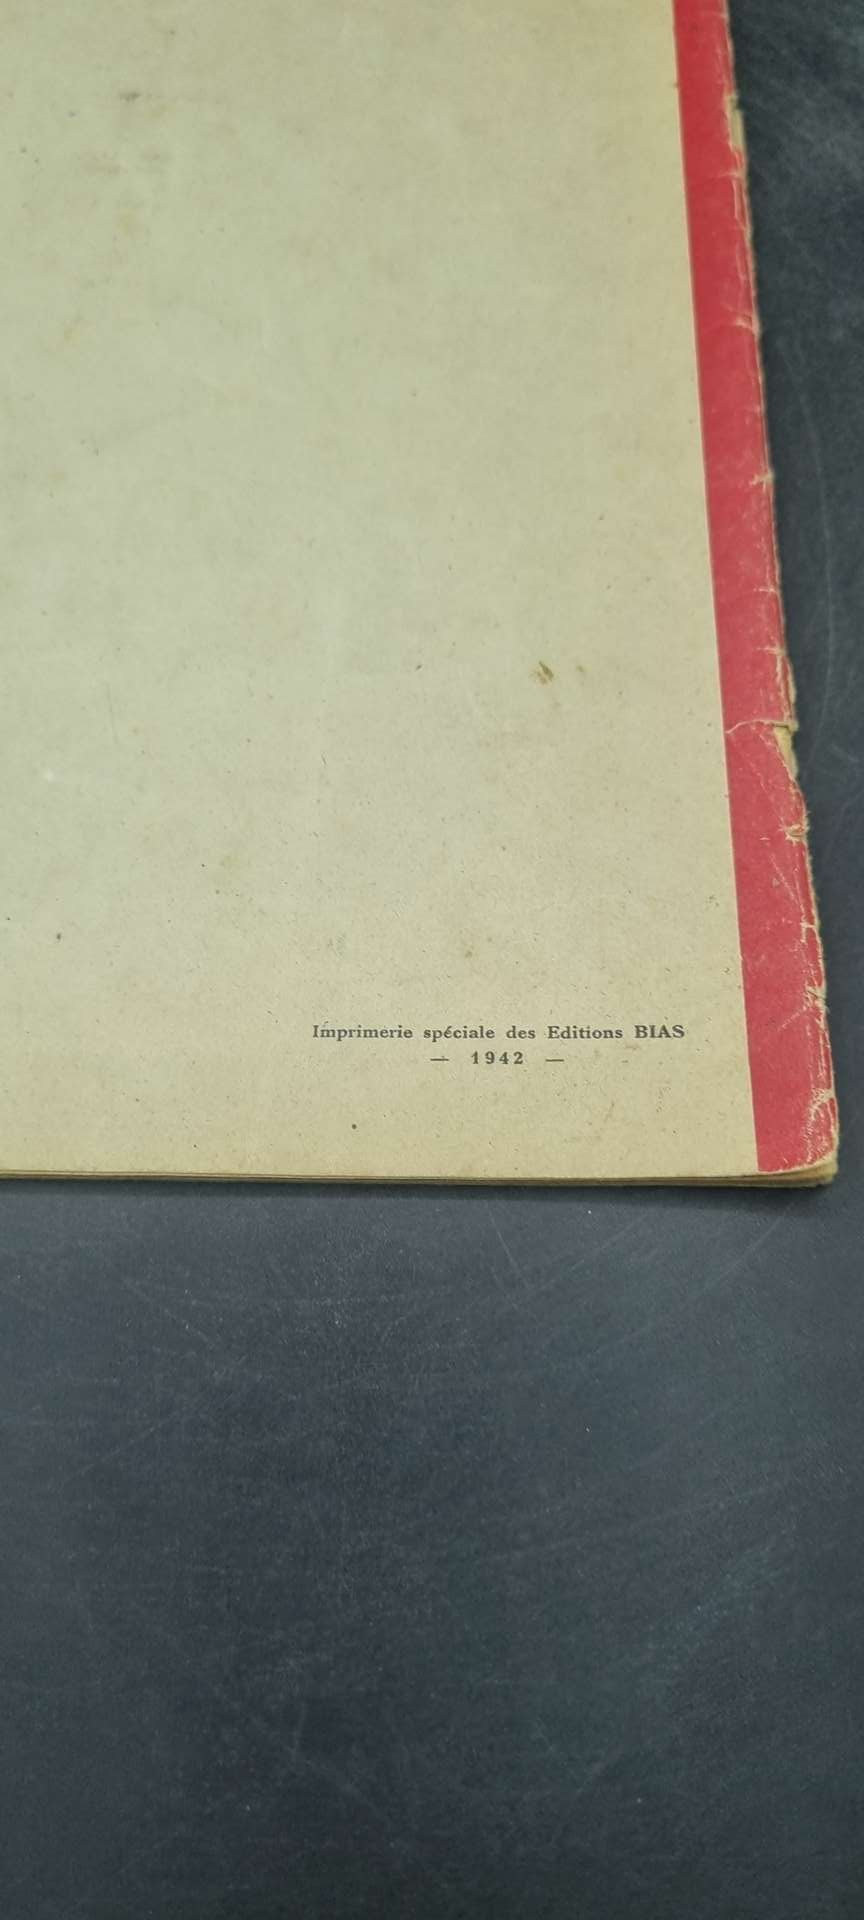 Imprimerie spéciale des Editions BIAS
— 1942 —